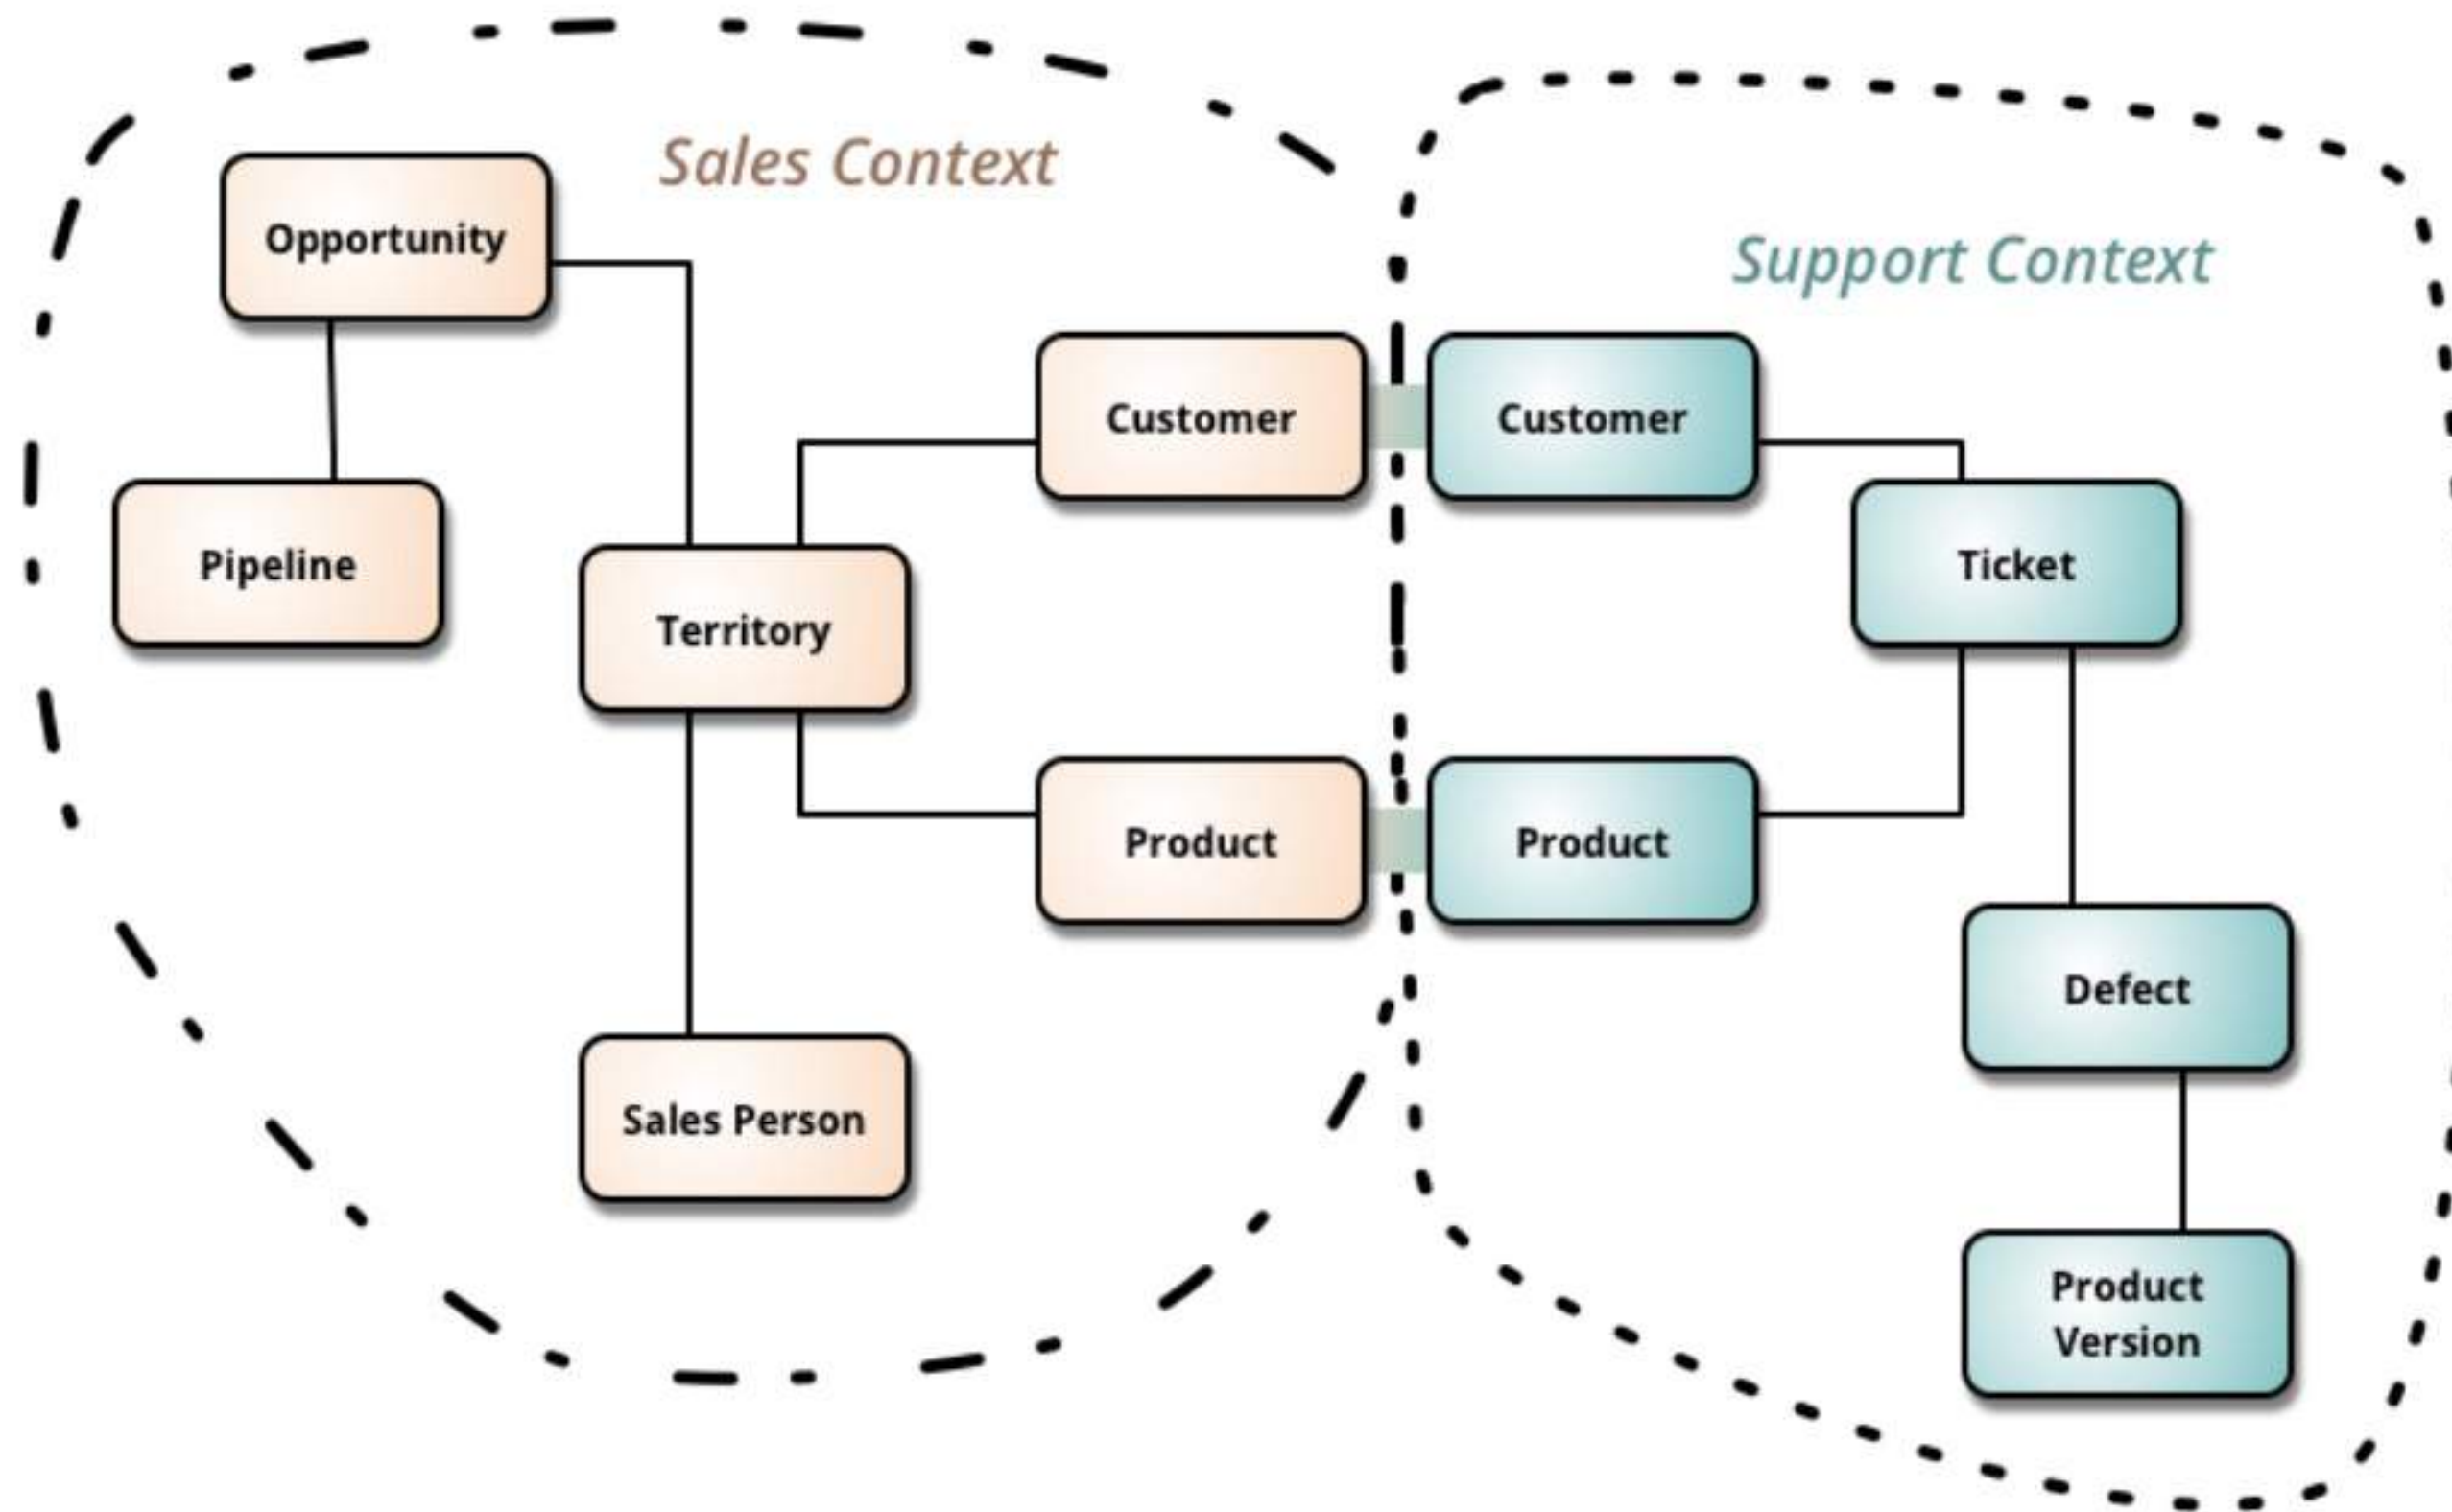 Sales Context
Support Context
Opportunity
Customer
Customer
Pipeline
Ticket
Territory
Product
Product
Defect
Sales Person
Product
Version